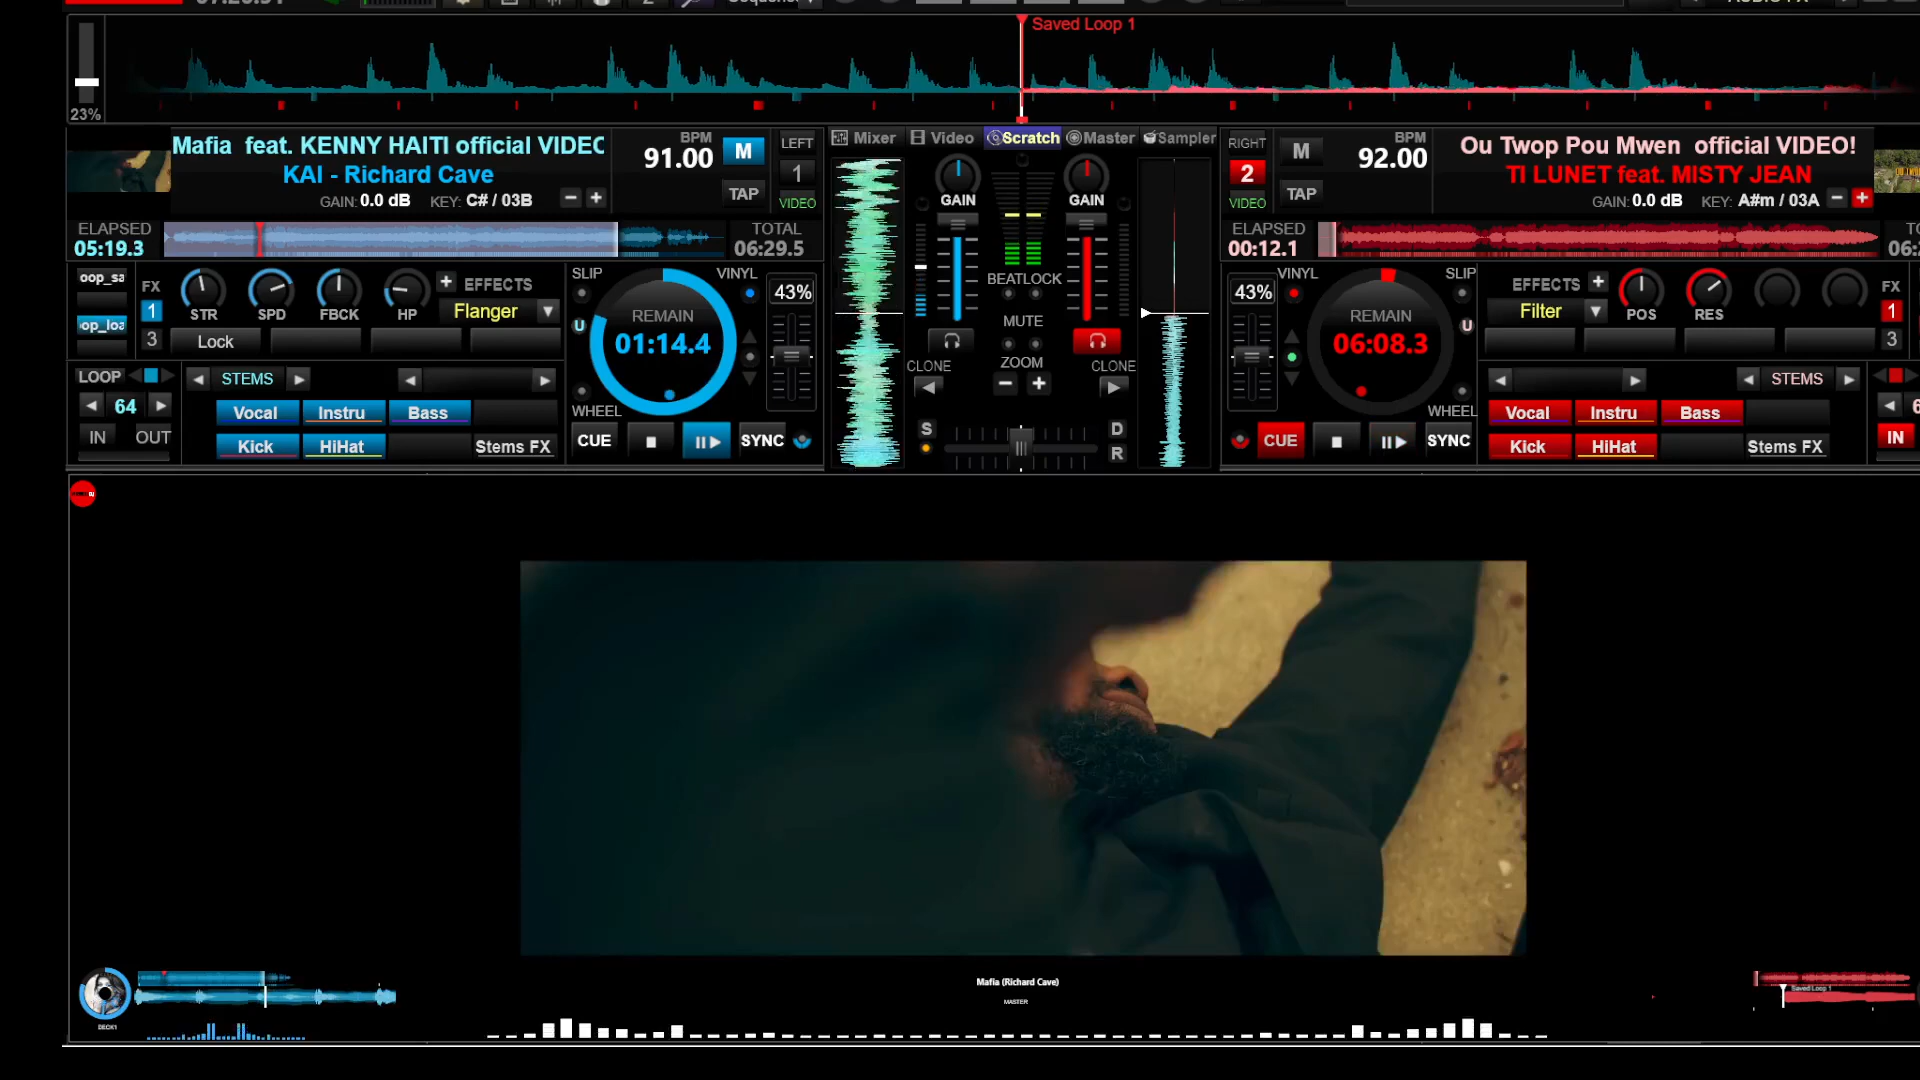 Saved Loop 1
23%
Mafia feat. KENNY HAITI official VIDEO
KAI - Richard Cave
GAIN: 0.0 dB KEY: C# / 03B
BPM
91.00
M
TAP
LEFT
1
VIDEO
Mixer Video Scratch Master Sampler
RIGHT
2
VIDEO
M
TAP
BPM
92.00
Ou Twop Pou Mwen official VIDEO!
TI LUNET feat. MISTY JEAN
GAIN: 0.0 dB KEY: A#m / 03A
ELAPSED
05:19.3
TOTAL
06:29.5
GAIN GAIN
ELAPSED
00:12.1
FX
1
3
STR SPD FBCK HP
EFFECTS
Flanger
Lock
SLIP VINYL
U
REMAIN
01:14.4
43%
WHEEL
BEATLOCK
MUTE
ZOOM
CLONE CLONE
43%
VINYL SLIP
U
REMAIN
06:08.3
WHEEL
EFFECTS
Filter
POS RES
FX
1
3
LOOP
64
IN OUT
STEMS
Vocal Instru Bass
Kick HiHat Stems FX
CUE SYNC
S D
R
CUE SYNC
STEMS
Vocal Instru Bass
Kick HiHat Stems FX
IN
Mafia (Richard Cave)
MASTER
DECK1
Saved Loop 1